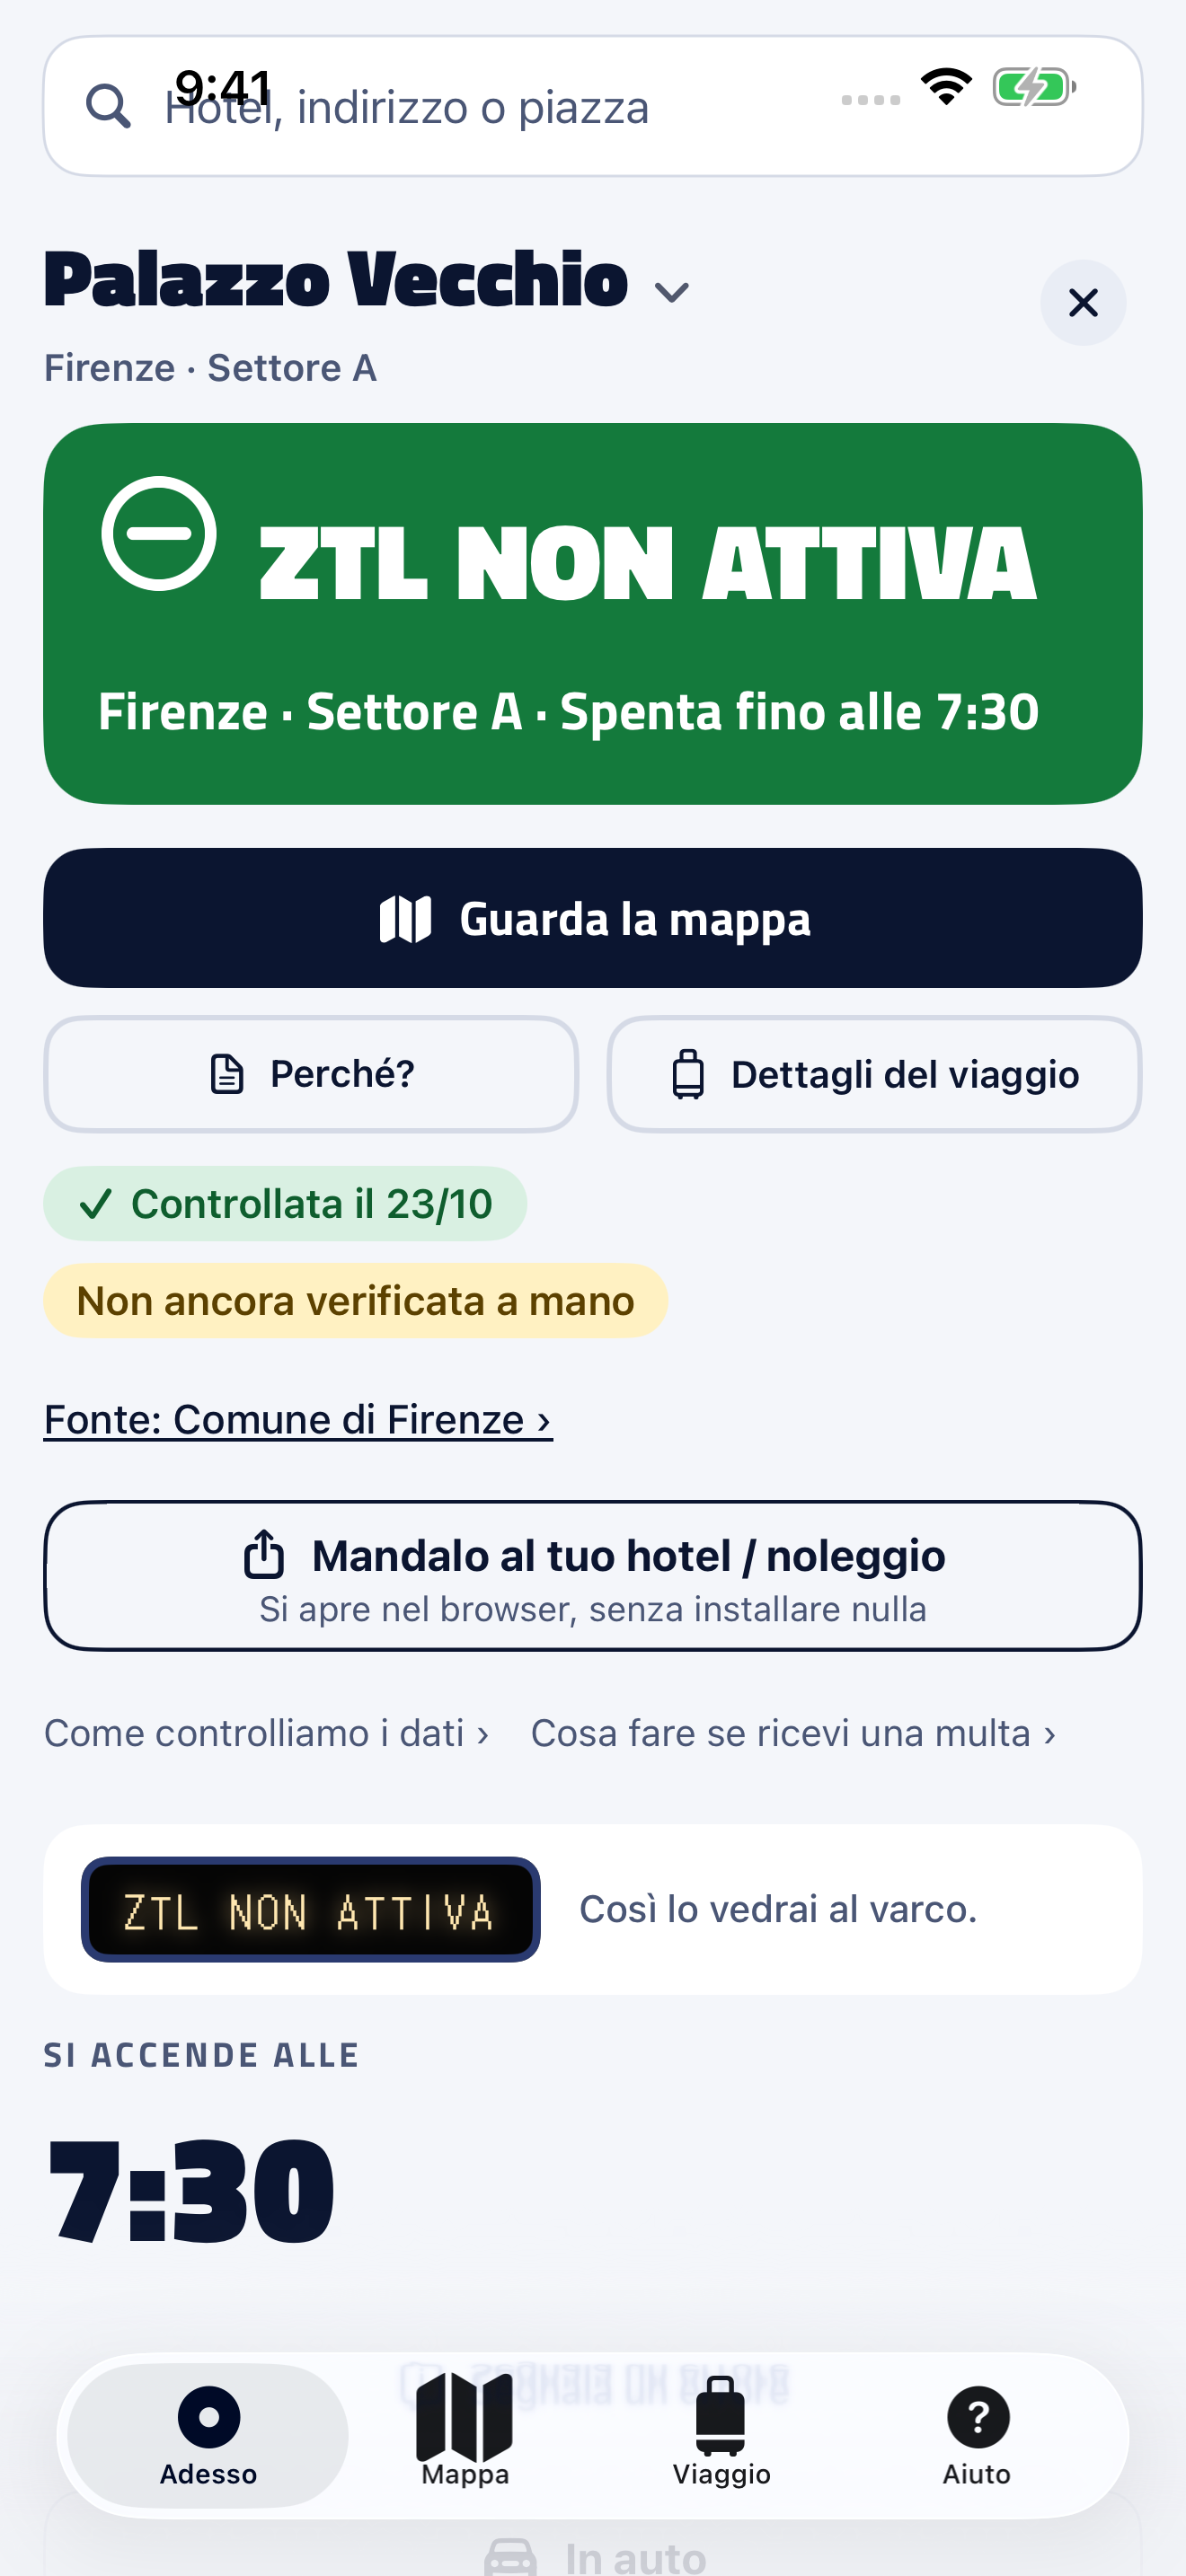 9:41
Hotel, indirizzo o piazza
Palazzo Vecchio
Firenze · Settore A
ZTL NON ATTIVA
Firenze · Settore A · Spenta fino alle 7:30
Guarda la mappa
Perché?
Dettagli del viaggio
Controllata il 23/10
Non ancora verificata a mano
Fonte: Comune di Firenze ›
Mandalo al tuo hotel / noleggio
Si apre nel browser, senza installare nulla
Come controlliamo i dati ›
Cosa fare se ricevi una multa ›
ZTL NON ATTIVA
Così lo vedrai al varco.
SI ACCENDE ALLE
7:30
Adesso
Mappa
Viaggio
Aiuto
In auto